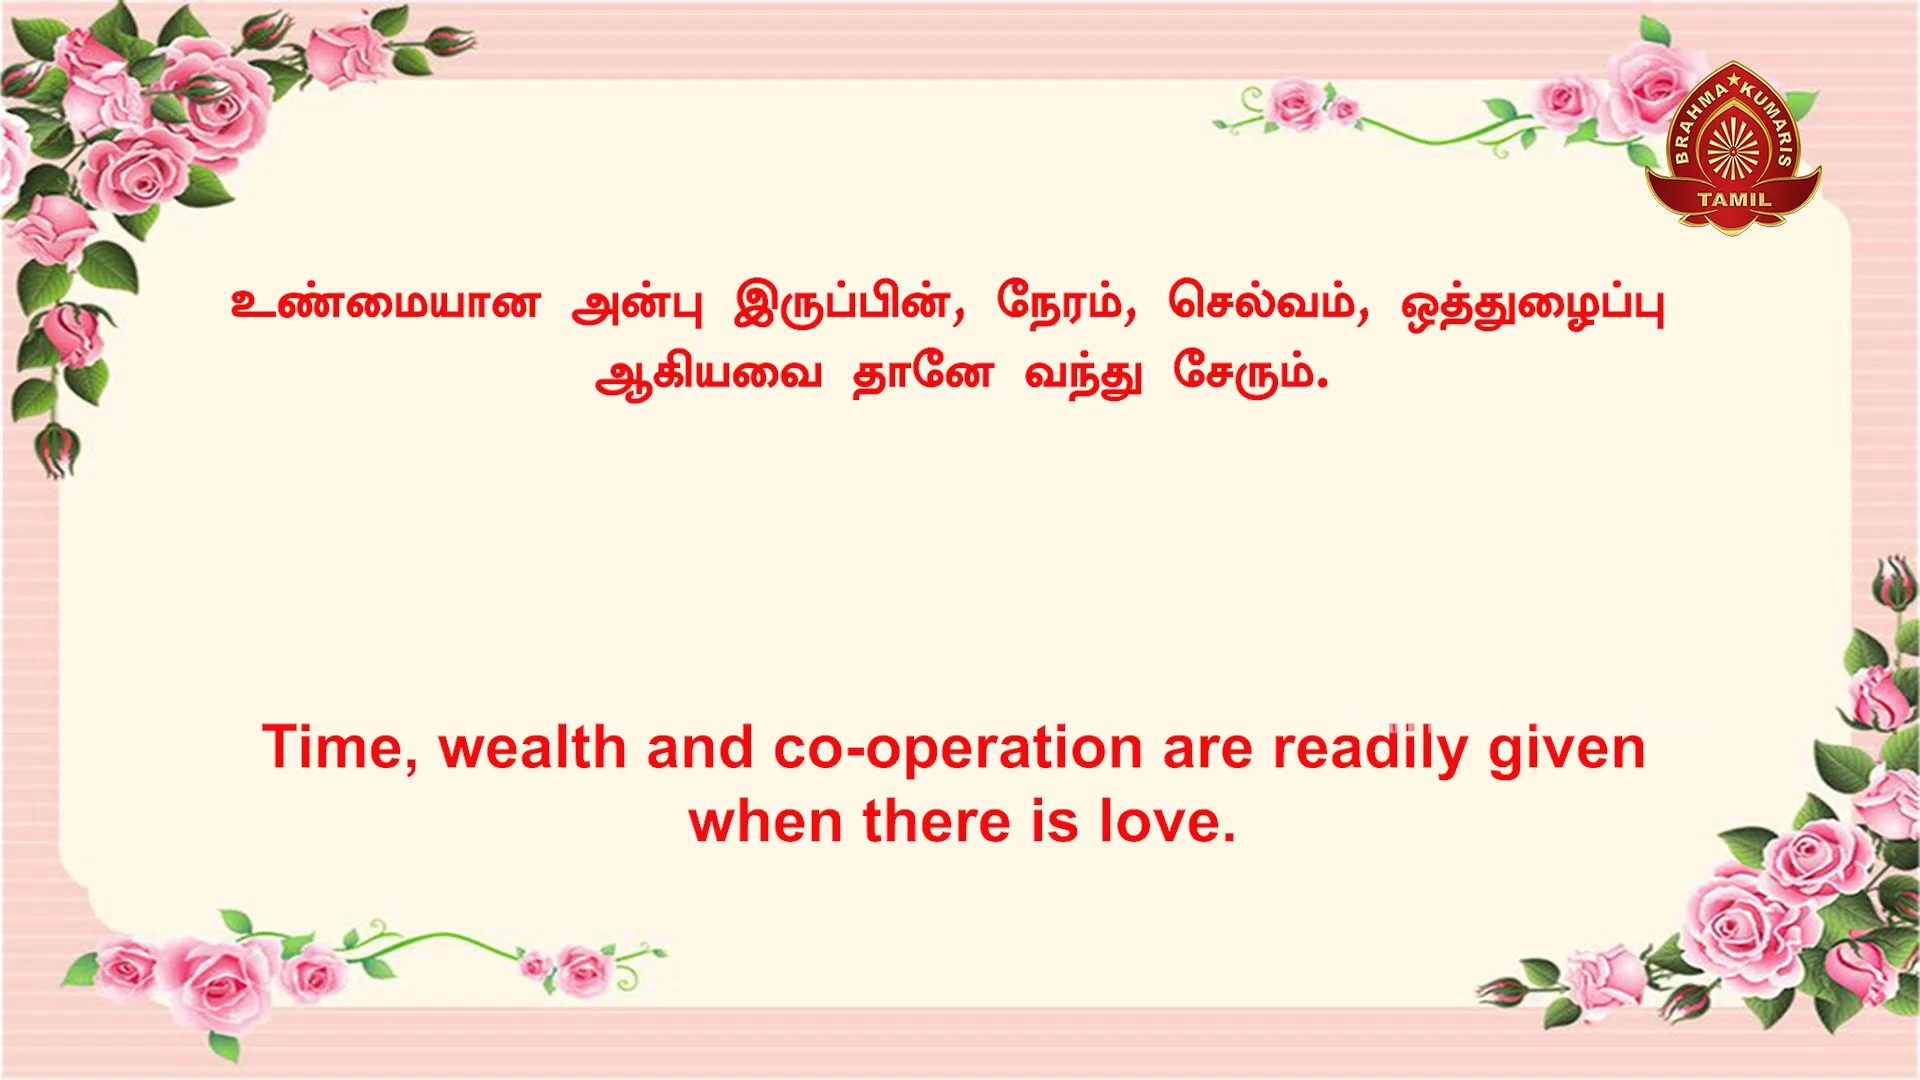 BRAHMA KUMARIS
TAMIL
உண்மையான அன்பு இருப்பின், நேரம், செல்வம், ஒத்துழைப்பு
ஆகியவை தானே வந்து சேரும்.
Time, wealth and co-operation are readily given
when there is love.